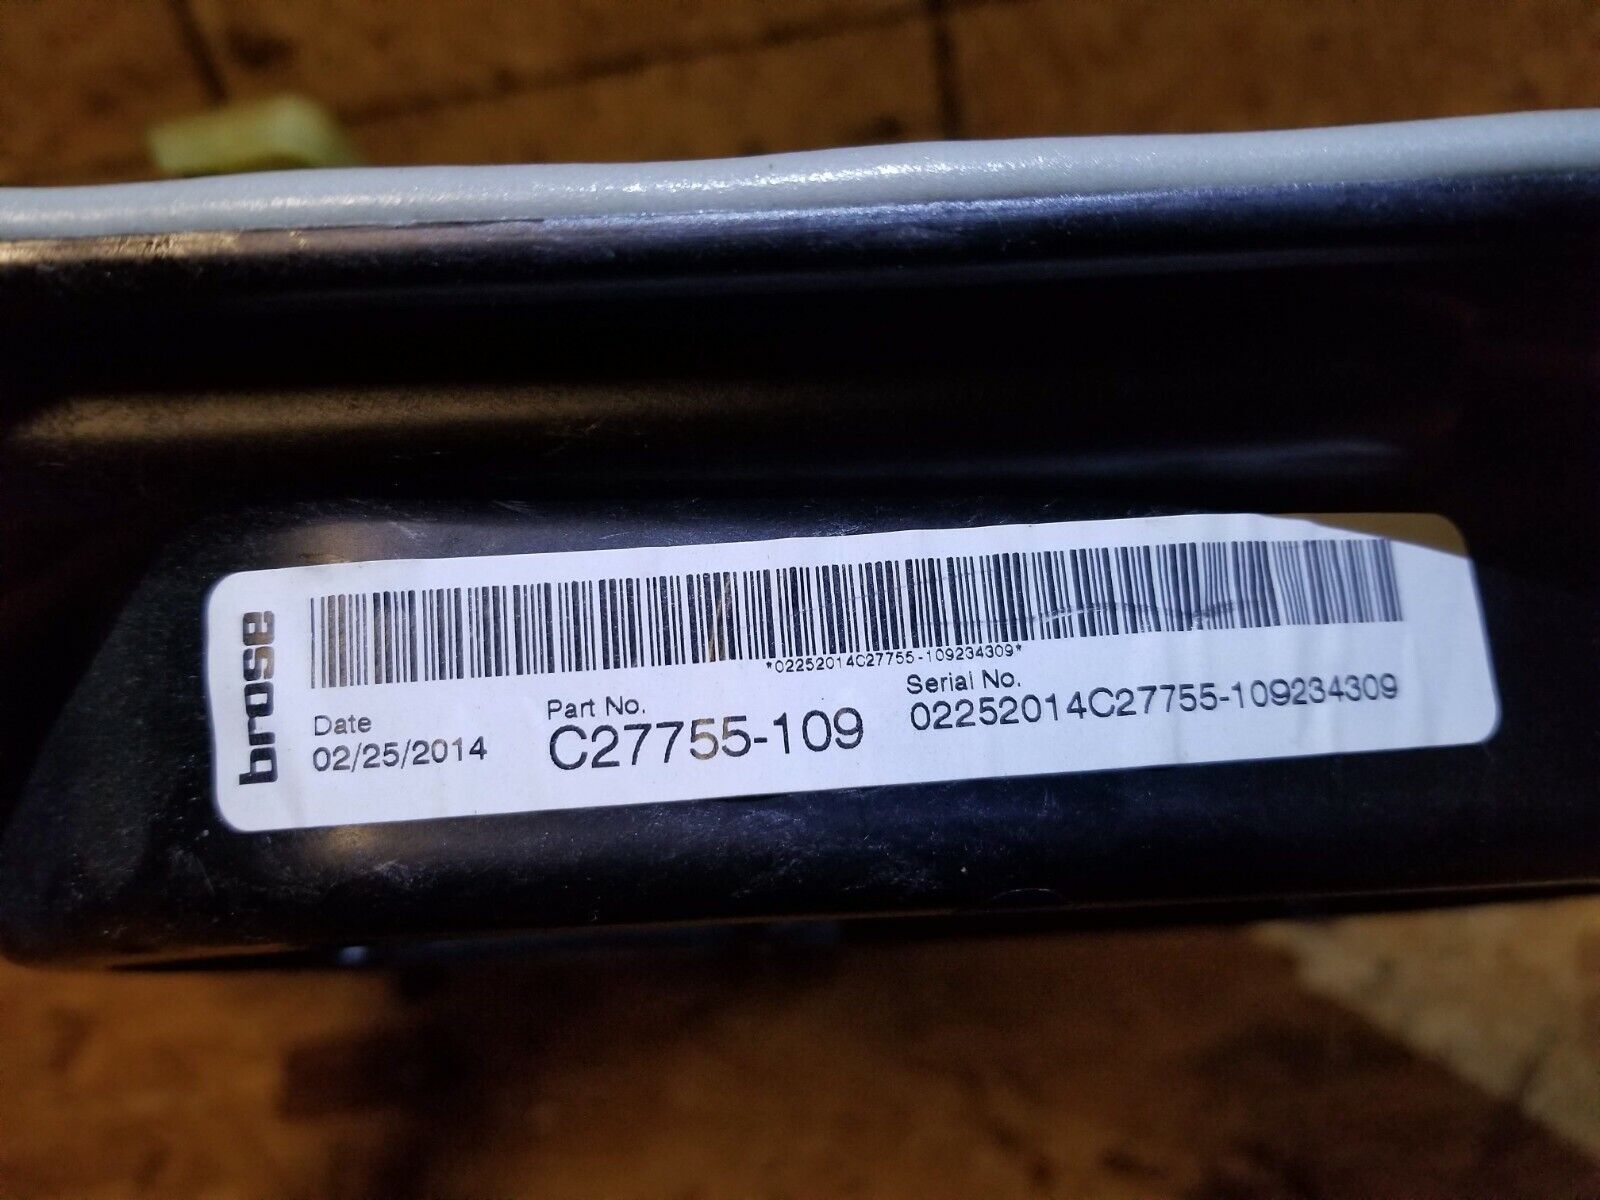 brose
*02252014C27755-109234309*
Date
02/25/2014
Part No.
C27755-109
Serial No.
02252014C27755-109234309